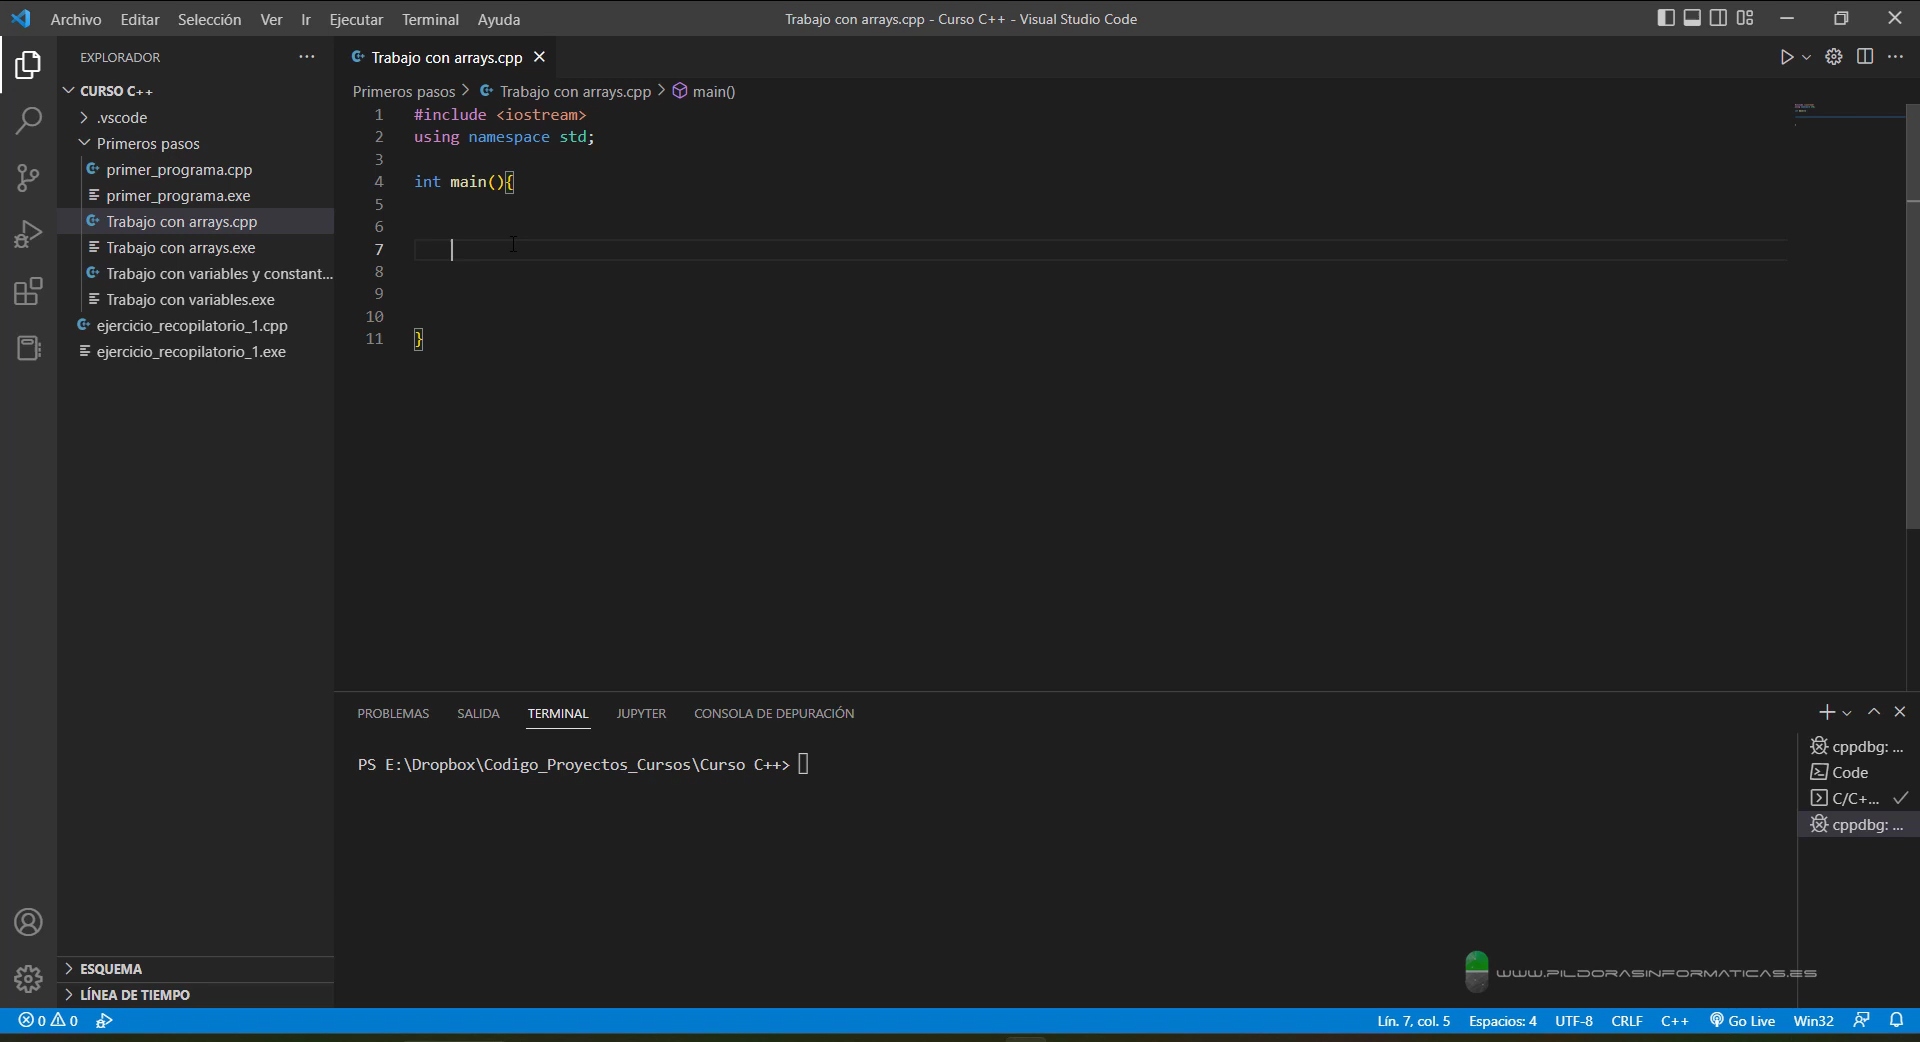 Archivo Editar Selección Ver Ir Ejecutar Terminal Ayuda
Trabajo con arrays.cpp - Curso C++ - Visual Studio Code
EXPLORADOR
CURSO C++
.vscode
Primeros pasos
primer_programa.cpp
primer_programa.exe
Trabajo con arrays.cpp
Trabajo con arrays.exe
Trabajo con variables y constant...
Trabajo con variables.exe
ejercicio_recopilatorio_1.cpp
ejercicio_recopilatorio_1.exe
ESQUEMA
LÍNEA DE TIEMPO
Trabajo con arrays.cpp
Primeros pasos > Trabajo con arrays.cpp > main()
1 #include <iostream>
2 using namespace std;
3
4 int main(){
5
6
7
8
9
10
11 }
PROBLEMAS SALIDA TERMINAL JUPYTER CONSOLA DE DEPURACIÓN
PS E:\Dropbox\Codigo_Proyectos_Cursos\Curso C++>
cppdbg: ...
Code
C/C+...
cppdbg: ...
WWW.PILDORASINFORMATICAS.ES
0 0
Lín. 7, col. 5 Espacios: 4 UTF-8 CRLF C++ Go Live Win32